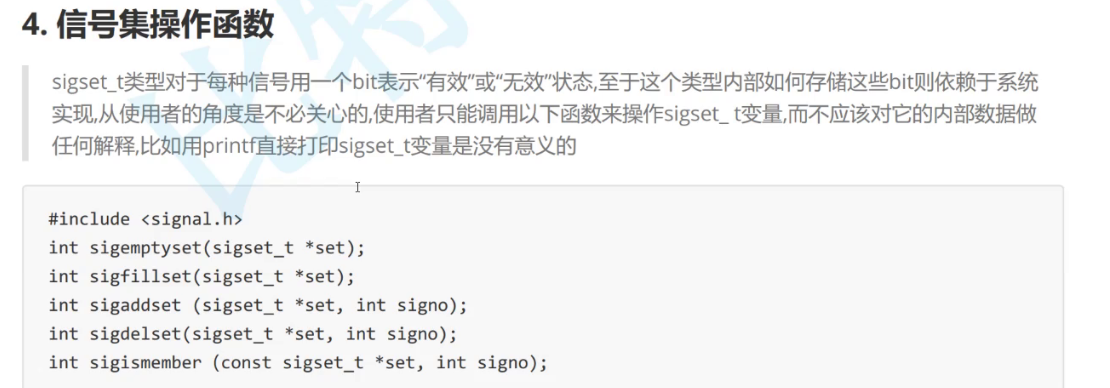 4. 信号集操作函数
sigset_t类型对于每种信号用一个bit表示“有效”或“无效”状态,至于这个类型内部如何存储这些bit则依赖于系统
实现,从使用者的角度是不必关心的,使用者只能调用以下函数来操作sigset_ t变量,而不应该对它的内部数据做
任何解释,比如用printf直接打印sigset_t变量是没有意义的
#include <signal.h>
int sigemptyset(sigset_t *set);
int sigfillset(sigset_t *set);
int sigaddset (sigset_t *set, int signo);
int sigdelset(sigset_t *set, int signo);
int sigismember (const sigset_t *set, int signo);